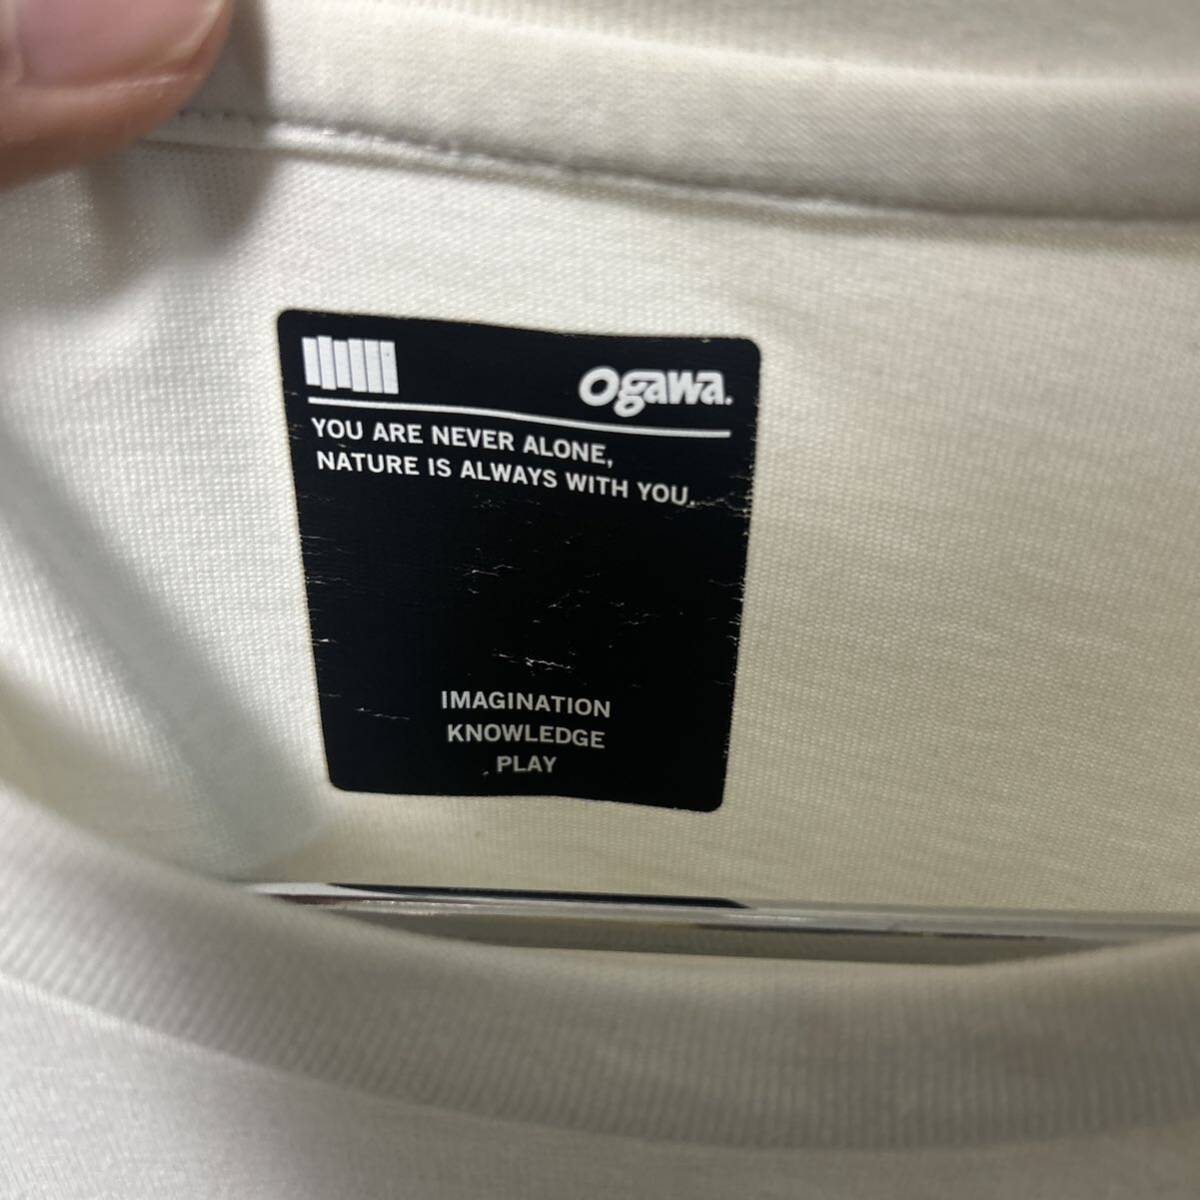 Ogawa.
YOU ARE NEVER ALONE,
NATURE IS ALWAYS WITH YOU.
IMAGINATION
KNOWLEDGE
PLAY